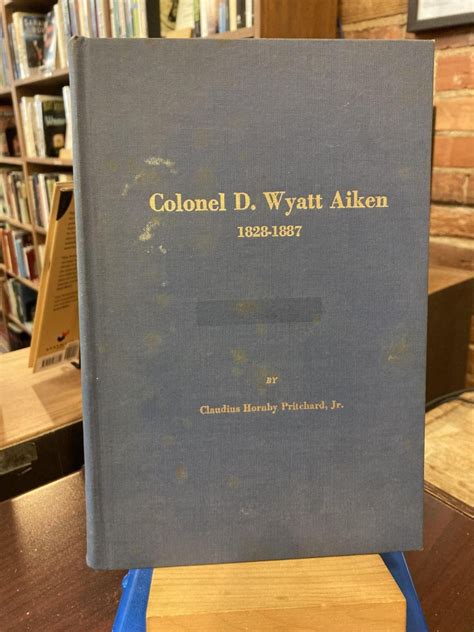 Colonel D. Wyatt Aiken
1828-1887
BY
Claudius Hornby Pritchard, Jr.